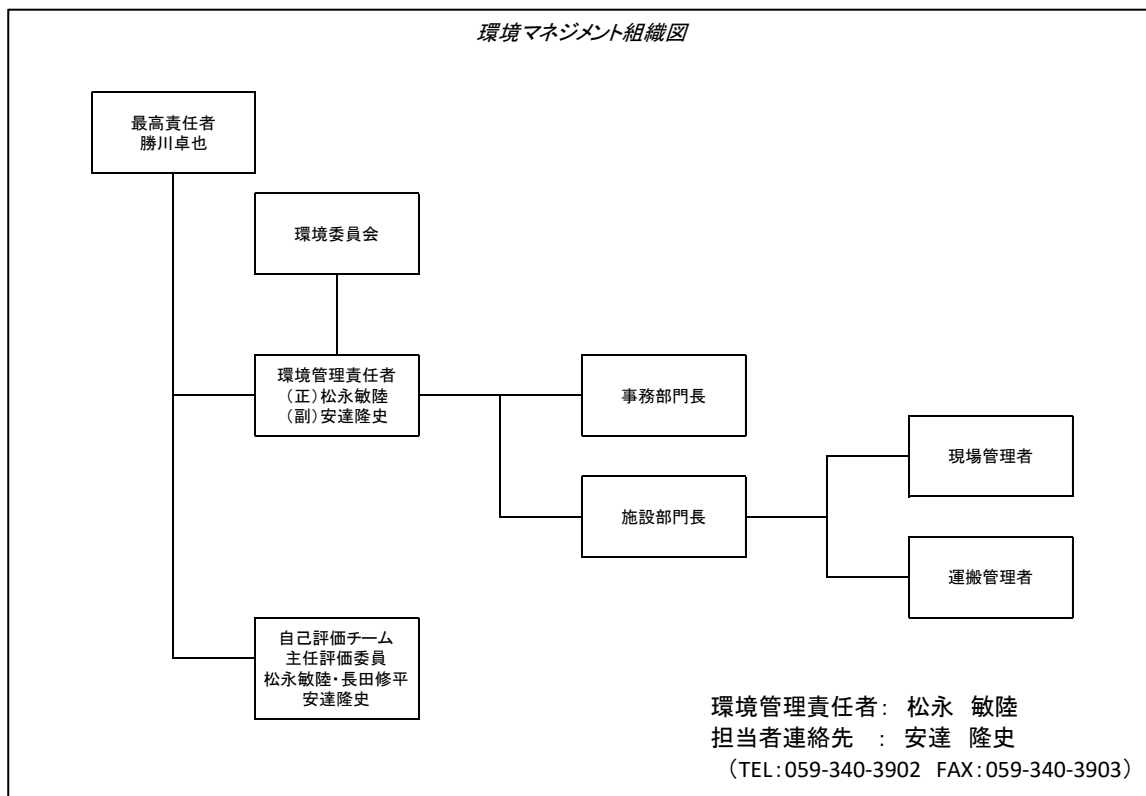 環境マネジメント組織図
最高責任者
勝川卓也
環境委員会
環境管理責任者
（正）松永敏陸
（副）安達隆史
事務部門長
施設部門長
現場管理者
運搬管理者
自己評価チーム
主任評価委員
松永敏陸・長田修平
安達隆史
環境管理責任者： 松永　敏陸
担当者連絡先　： 安達　隆史
（TEL：059-340-3902 FAX：059-340-3903）